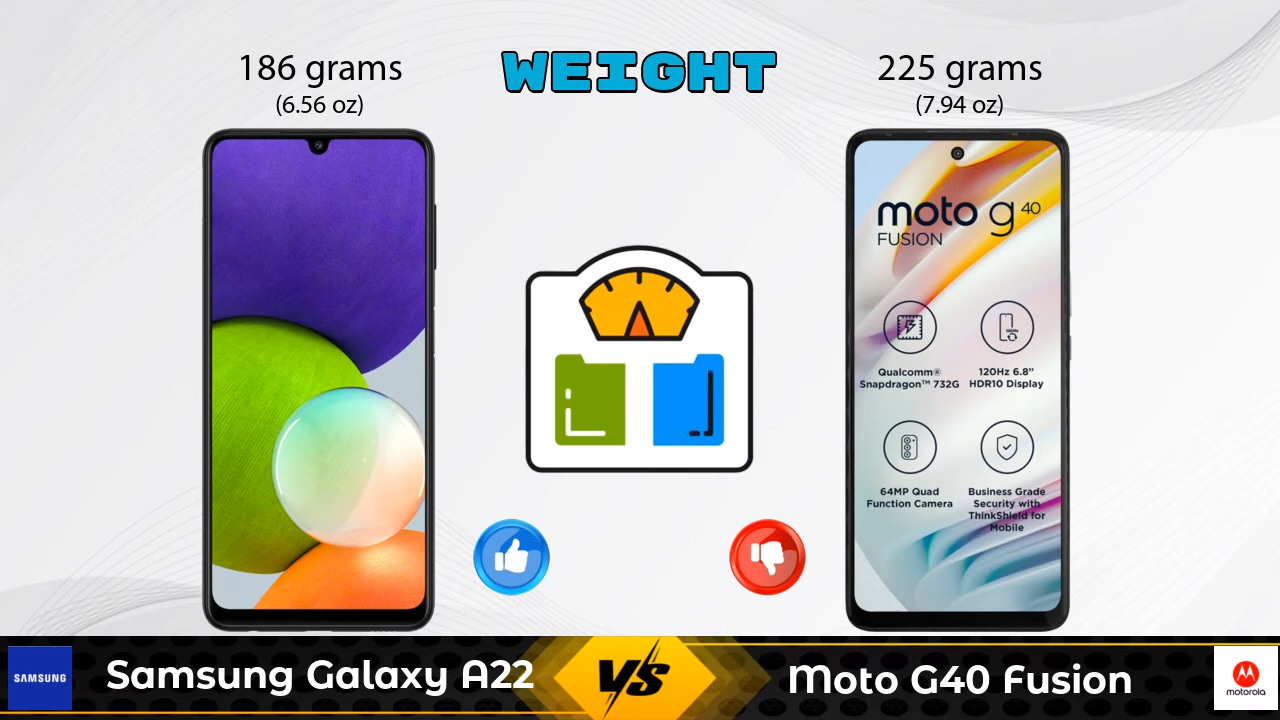 WEIGHT
186 grams
(6.56 oz)
225 grams
(7.94 oz)
moto g 40
FUSION
Qualcomm®
Snapdragon™ 732G
120Hz 6.8"
HDR10 Display
64MP Quad
Function Camera
Business Grade
Security with
ThinkShield for
Mobile
SAMSUNG
Samsung Galaxy A22
VS
Moto G40 Fusion
motorola